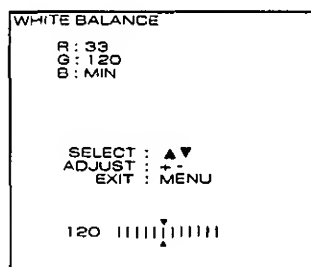 WHITE BALANCE
R : 33
G : 120
B : MIN
SELECT : ▲▼
ADJUST : + -
EXIT : MENU
120